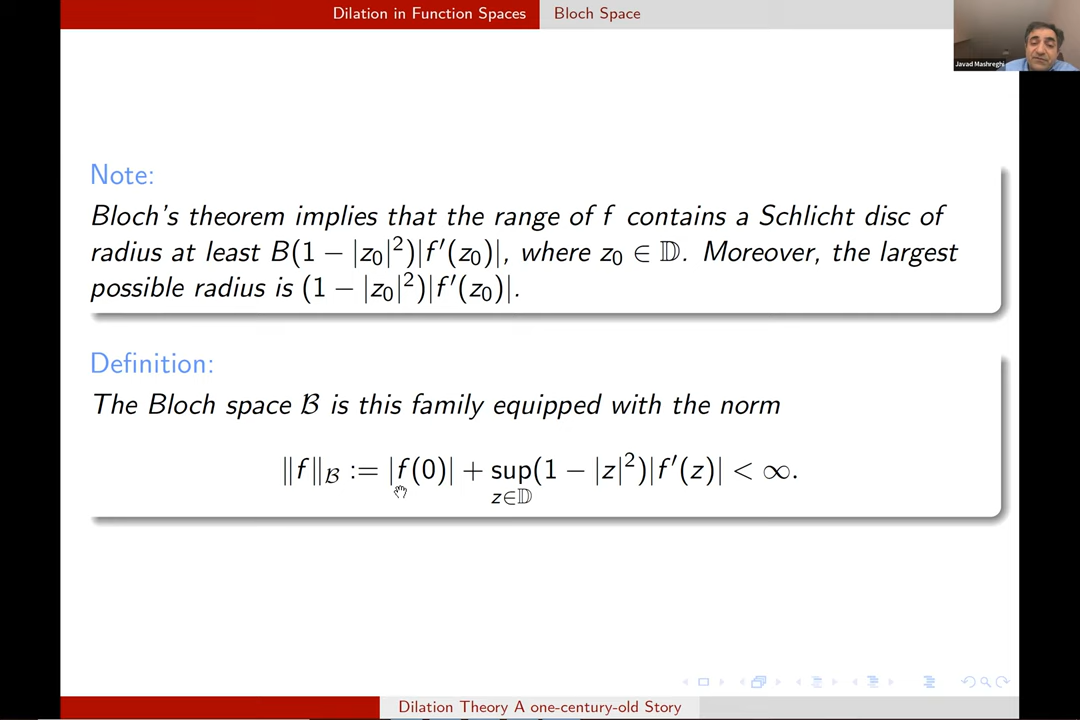 Dilation in Function Spaces Bloch Space
Javad Mashreghi
Note:
Bloch's theorem implies that the range of f contains a Schlicht disc of
radius at least B(1 − |z₀|²)|f′(z₀)|, where z₀ ∈ 𝔻. Moreover, the largest
possible radius is (1 − |z₀|²)|f′(z₀)|.
Definition:
The Bloch space ℬ is this family equipped with the norm
‖f‖ℬ := |f(0)| + sup(1 − |z|²)|f′(z)| < ∞.
z∈𝔻
Dilation Theory A one-century-old Story